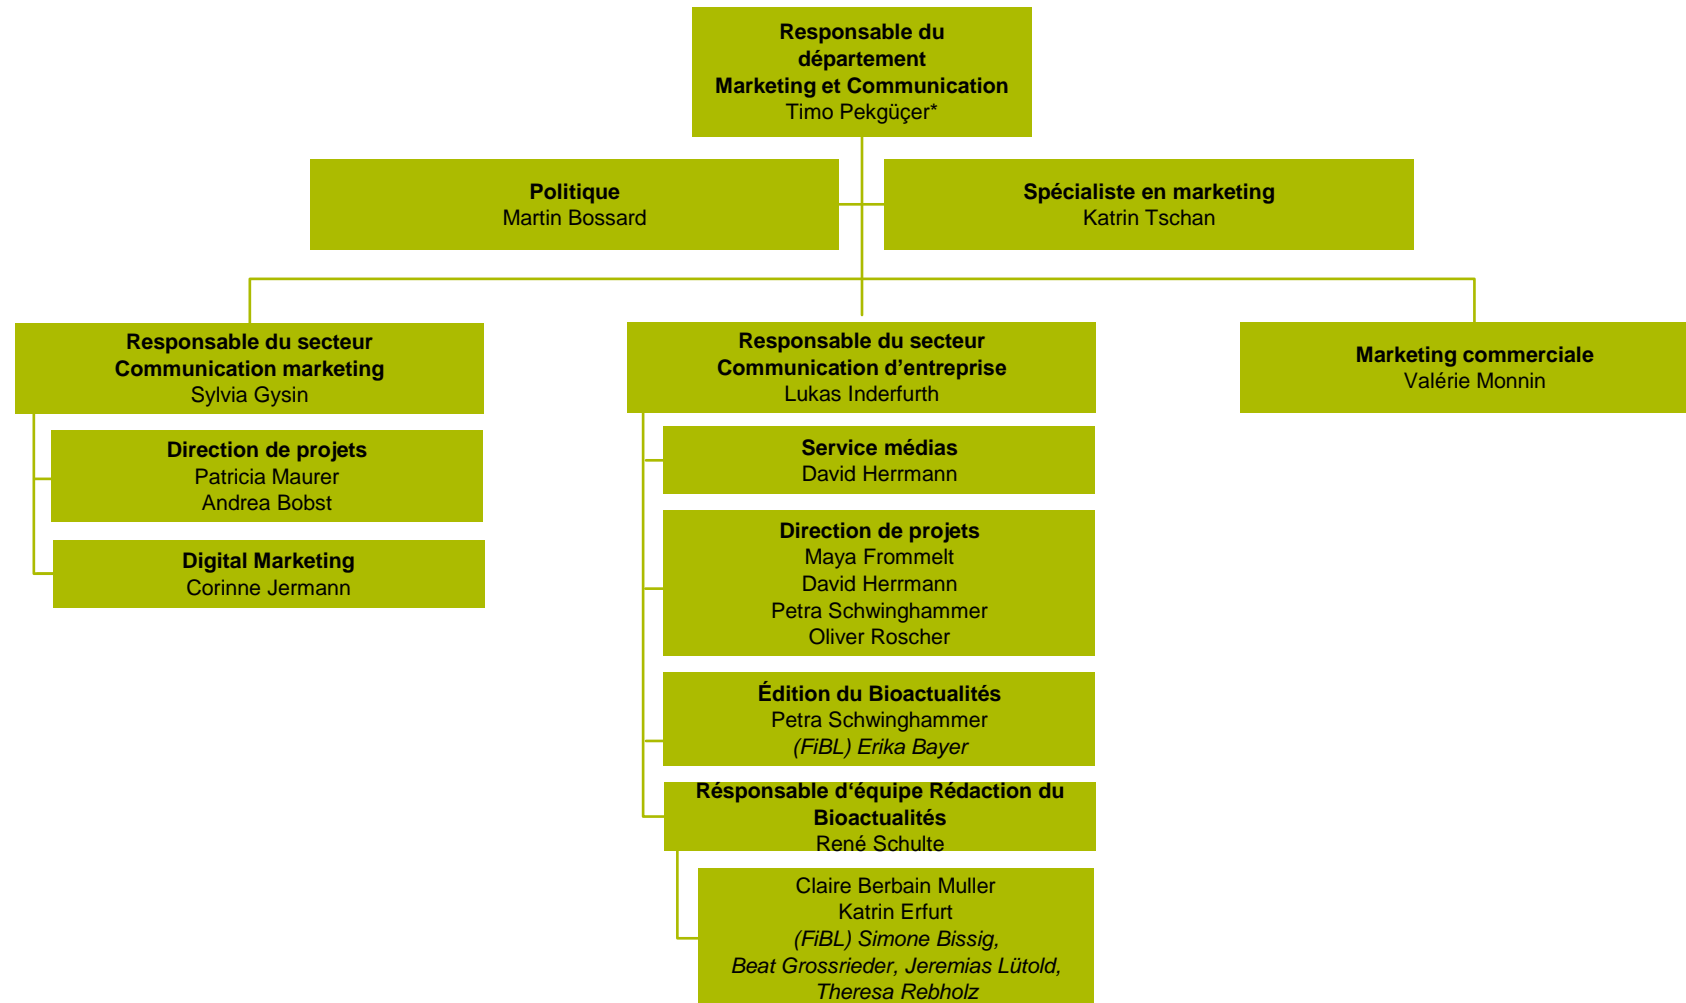 Responsable du
département
Marketing et Communication
Timo Pekgüçer*
Politique
Martin Bossard
Spécialiste en marketing
Katrin Tschan
Responsable du secteur
Communication marketing
Sylvia Gysin
Direction de projets
Patricia Maurer
Andrea Bobst
Digital Marketing
Corinne Jermann
Responsable du secteur
Communication d’entreprise
Lukas Inderfurth
Service médias
David Herrmann
Direction de projets
Maya Frommelt
David Herrmann
Petra Schwinghammer
Oliver Roscher
Édition du Bioactualités
Petra Schwinghammer
(FiBL) Erika Bayer
Résponsable d‘équipe Rédaction du
Bioactualités
René Schulte
Claire Berbain Muller
Katrin Erfurt
(FiBL) Simone Bissig,
Beat Grossrieder, Jeremias Lütold,
Theresa Rebholz
Marketing commerciale
Valérie Monnin